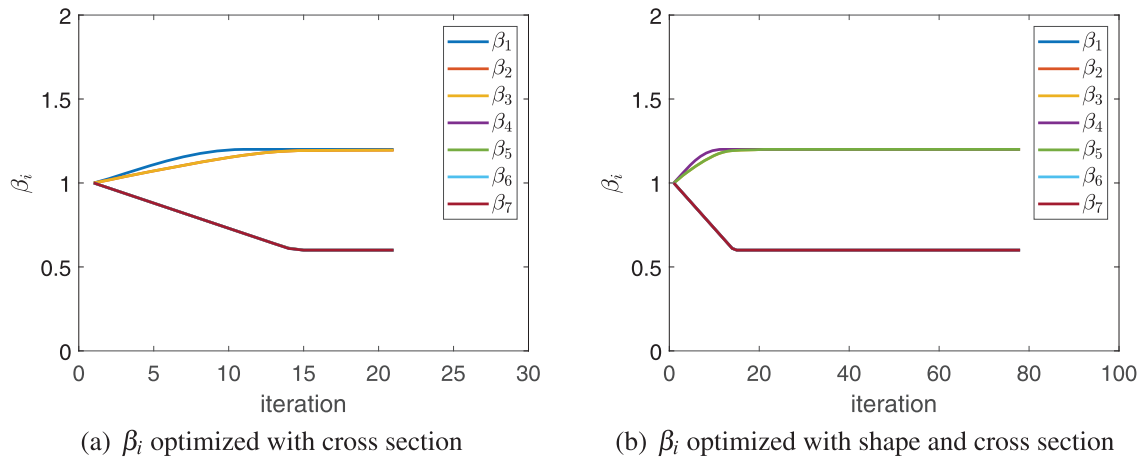 2
1.5
1
0.5
0
βi
0 5 10 15 20 25 30
iteration
β1
β2
β3
β4
β5
β6
β7
(a) βi optimized with cross section
2
1.5
1
0.5
0
βi
0 20 40 60 80 100
iteration
β1
β2
β3
β4
β5
β6
β7
(b) βi optimized with shape and cross section